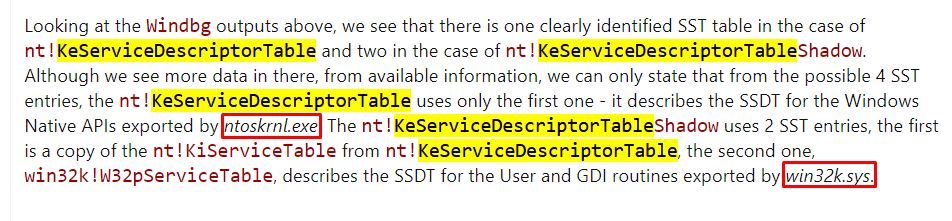 Looking at the Windbg outputs above, we see that there is one clearly identified SST table in the case of
nt!KeServiceDescriptorTable and two in the case of nt!KeServiceDescriptorTableShadow.
Although we see more data in there, from available information, we can only state that from the possible 4 SST
entries, the nt!KeServiceDescriptorTable uses only the first one - it describes the SSDT for the Windows
Native APIs exported by ntoskrnl.exe. The nt!KeServiceDescriptorTableShadow uses 2 SST entries, the first
is a copy of the nt!KiServiceTable from nt!KeServiceDescriptorTable, the second one,
win32k!W32pServiceTable, describes the SSDT for the User and GDI routines exported by win32k.sys.